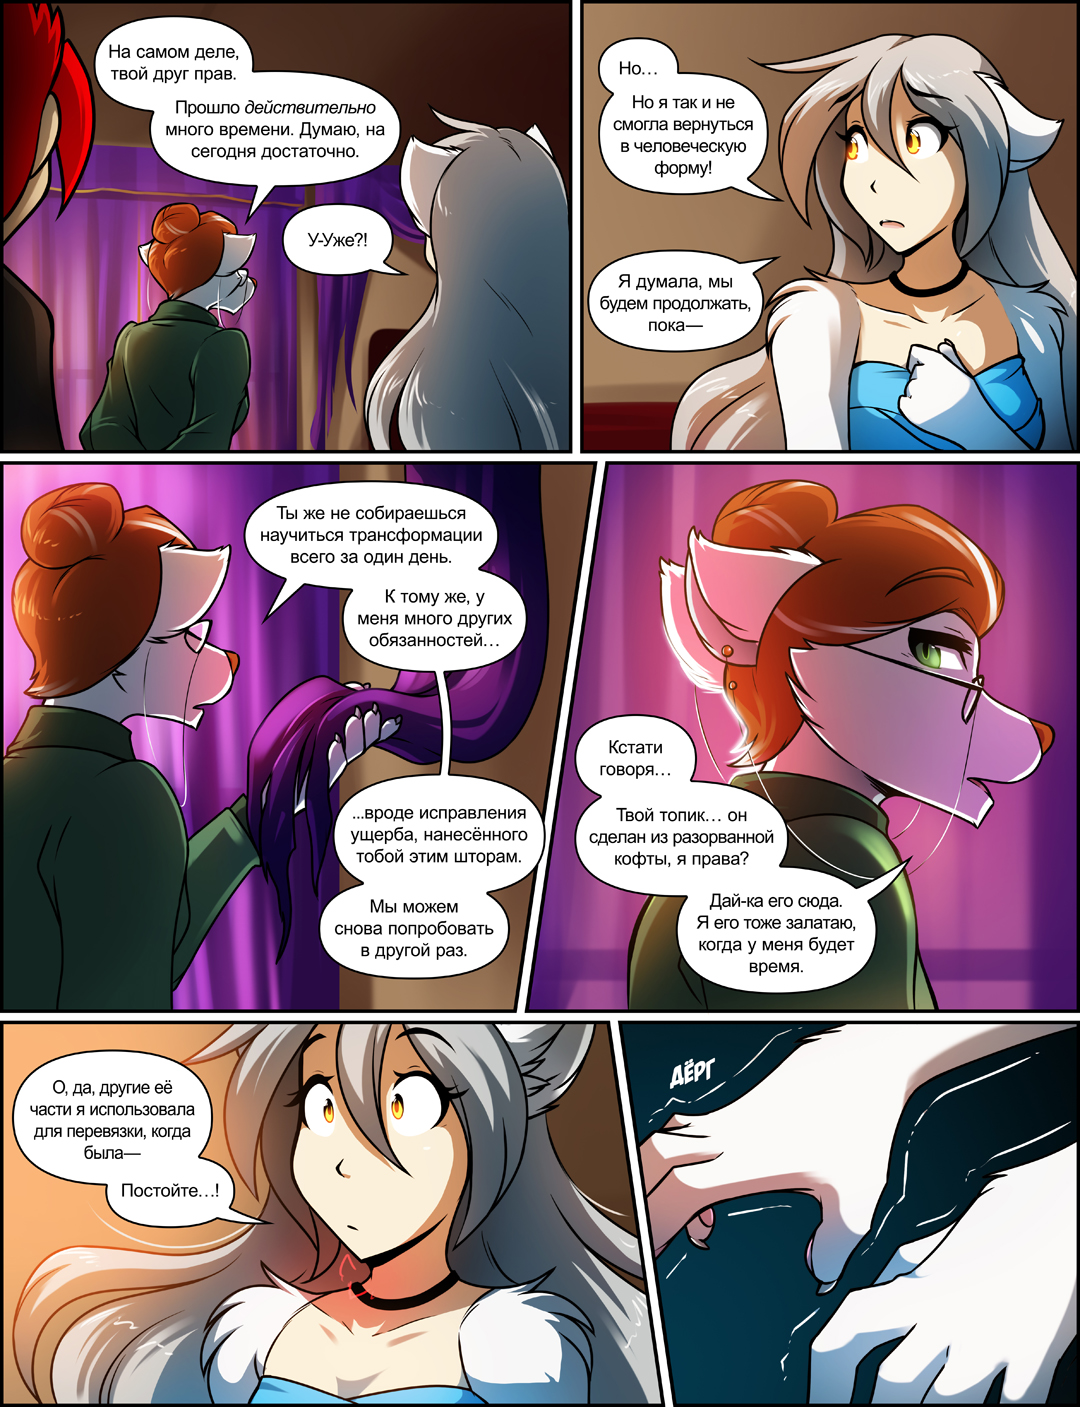 На самом деле,
твой друг прав.
Прошло действительно
много времени. Думаю, на
сегодня достаточно.
У-Уже?!
Но...
Но я так и не
смогла вернуться
в человеческую
форму!
Я думала, мы
будем продолжать,
пока—
Ты же не собираешься
научиться трансформации
всего за один день.
К тому же, у
меня много других
обязанностей...
...вроде исправления
ущерба, нанесённого
тобой этим шторам.
Мы можем
снова попробовать
в другой раз.
Кстати
говоря...
Твой топик... он
сделан из разорванной
кофты, я права?
Дай-ка его сюда.
Я его тоже залатаю,
когда у меня будет
время.
О, да, другие её
части я использовала
для перевязки, когда
была—
Постойте...!
ДЁРГ